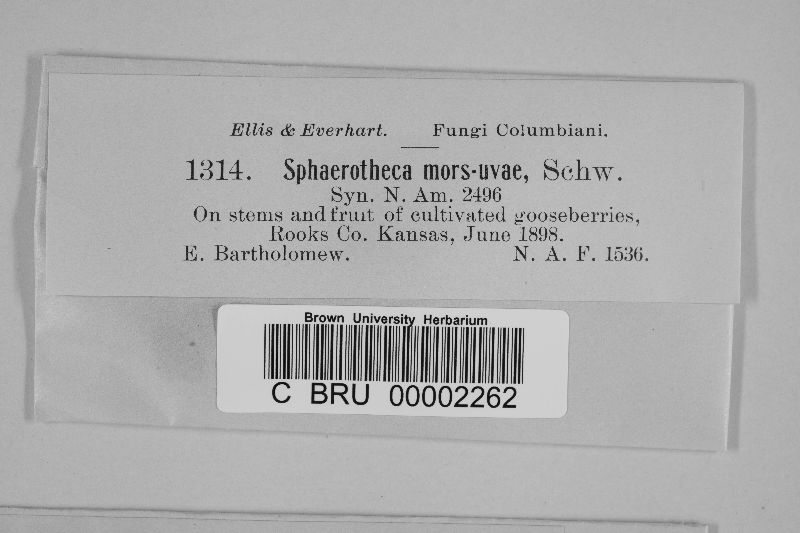 Ellis & Everhart. Fungi Columbiani.
1314. Sphaerotheca mors-uvae, Schw.
Syn. N. Am. 2496
On stems and fruit of cultivated gooseberries,
Rooks Co. Kansas, June 1898.
E. Bartholomew. N. A. F. 1536.
Brown University Herbarium
C BRU 00002262